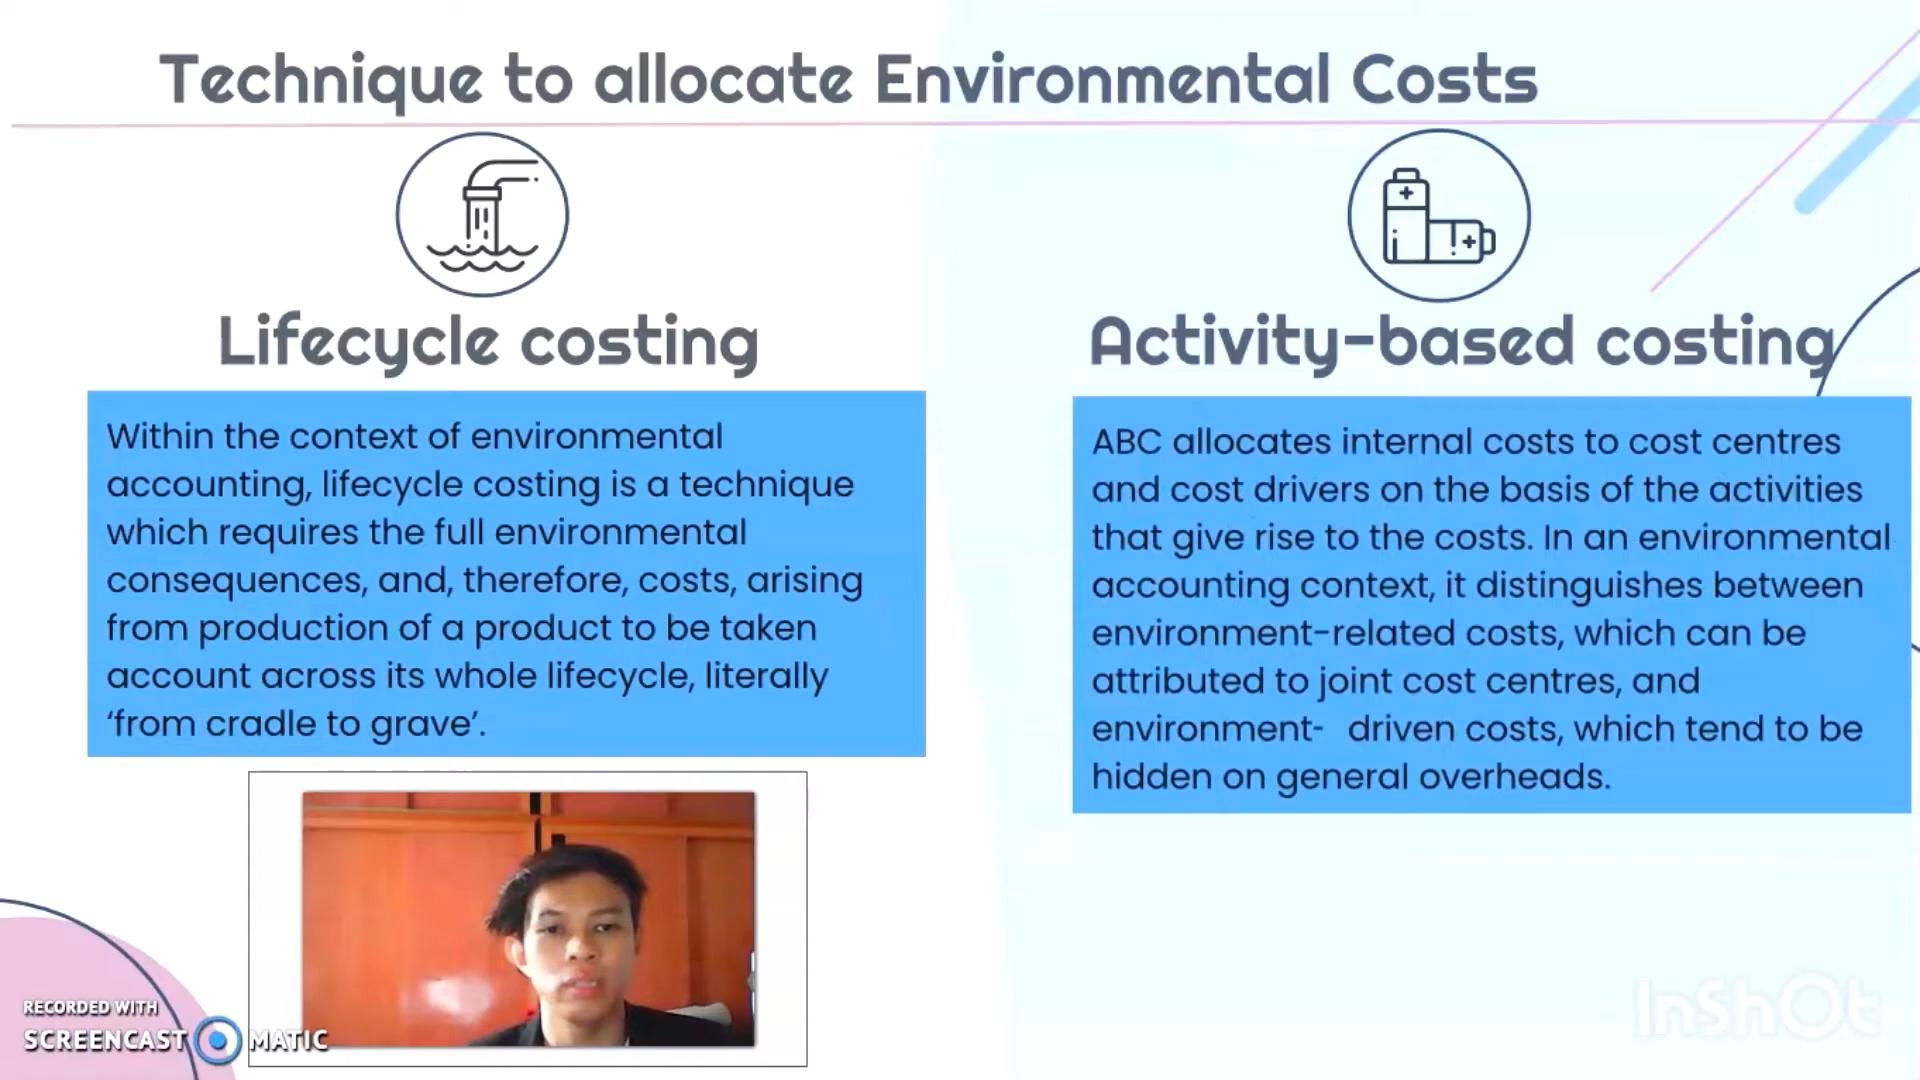 Technique to allocate Environmental Costs
Lifecycle costing
Within the context of environmental
accounting, lifecycle costing is a technique
which requires the full environmental
consequences, and, therefore, costs, arising
from production of a product to be taken
account across its whole lifecycle, literally
‘from cradle to grave’.
Activity-based costing
ABC allocates internal costs to cost centres
and cost drivers on the basis of the activities
that give rise to the costs. In an environmental
accounting context, it distinguishes between
environment-related costs, which can be
attributed to joint cost centres, and
environment- driven costs, which tend to be
hidden on general overheads.
RECORDED WITH
SCREENCAST MATIC
InShOt